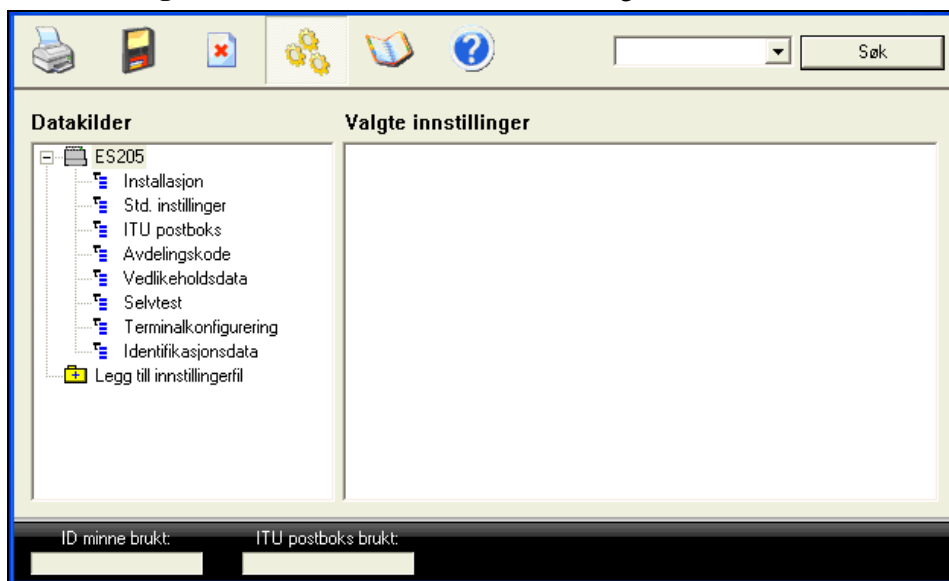 Søk
Datakilder
Valgte innstillinger
ES205
Installasjon
Std. instillinger
ITU postboks
Avdelingskode
Vedlikeholdsdata
Selvtest
Terminalkonfigurering
Identifikasjonsdata
Legg till innstillingerfil
ID minne brukt:
ITU postboks brukt: